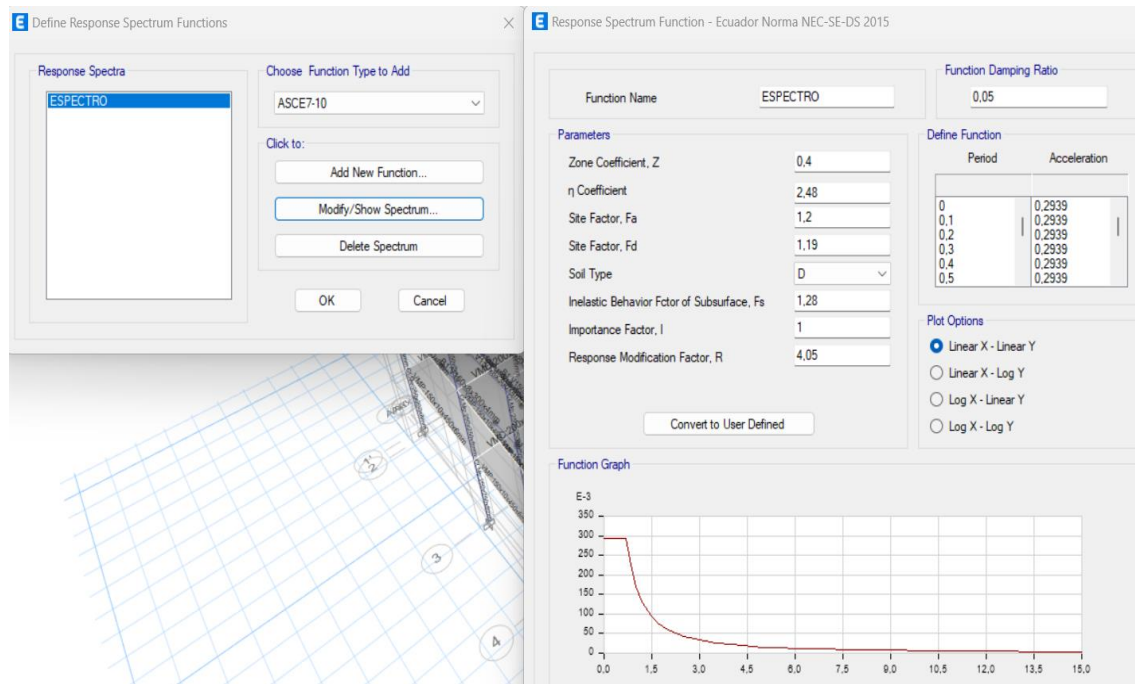 E Define Response Spectrum Functions
Response Spectra
ESPECTRO
Choose Function Type to Add
ASCE7-10
Click to:
Add New Function...
Modify/Show Spectrum...
Delete Spectrum
OK
Cancel
1'
2
3
4
E Response Spectrum Function - Ecuador Norma NEC-SE-DS 2015
Function Name
ESPECTRO
Function Damping Ratio
0,05
Parameters
Zone Coefficient, Z 0,4
η Coefficient 2,48
Site Factor, Fa 1,2
Site Factor, Fd 1,19
Soil Type D
Inelastic Behavior Fctor of Subsurface, Fs 1,28
Importance Factor, I 1
Response Modification Factor, R 4,05
Convert to User Defined
Define Function
Period Acceleration
0 0,2939
0,1 0,2939
0,2 0,2939
0,3 0,2939
0,4 0,2939
0,5 0,2939
Plot Options
Linear X - Linear Y
Linear X - Log Y
Log X - Linear Y
Log X - Log Y
Function Graph
E-3
350
300
250
200
150
100
50
0
0,0 1,5 3,0 4,5 6,0 7,5 9,0 10,5 12,0 13,5 15,0